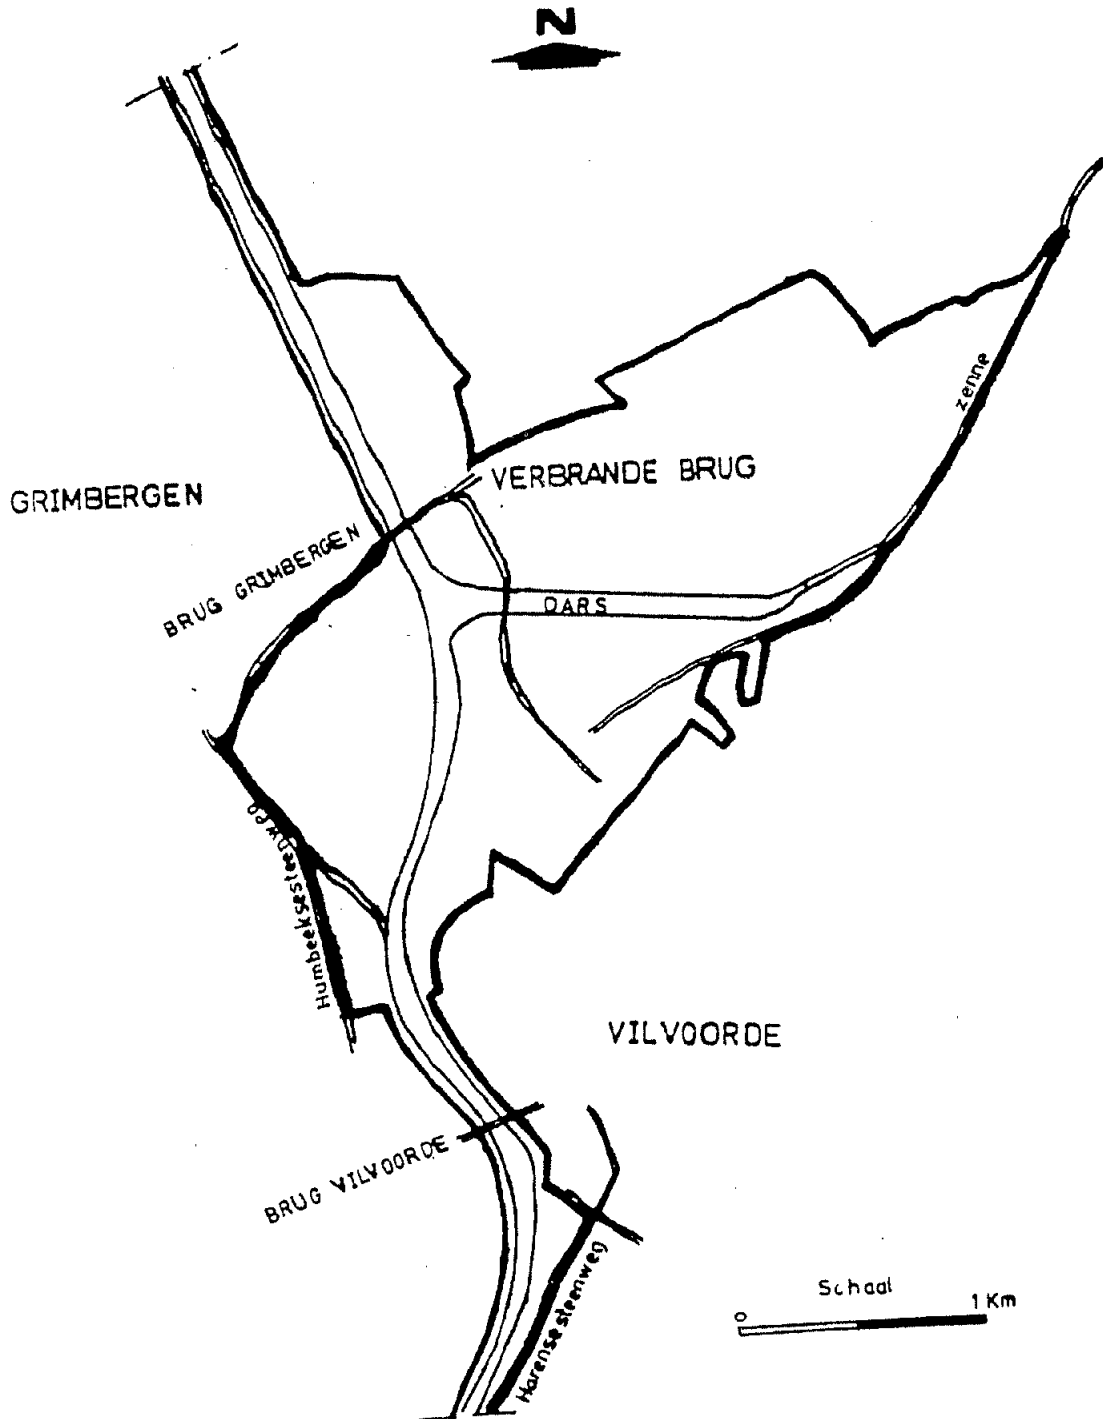 N
zenne
GRIMBERGEN
VERBRANDE BRUG
BRUG GRIMBERGEN
DARS
Humbeeksesteenweg
VILVOORDE
BRUG VILVOORDE
Harensesteenweg
Schaal
0 1 Km